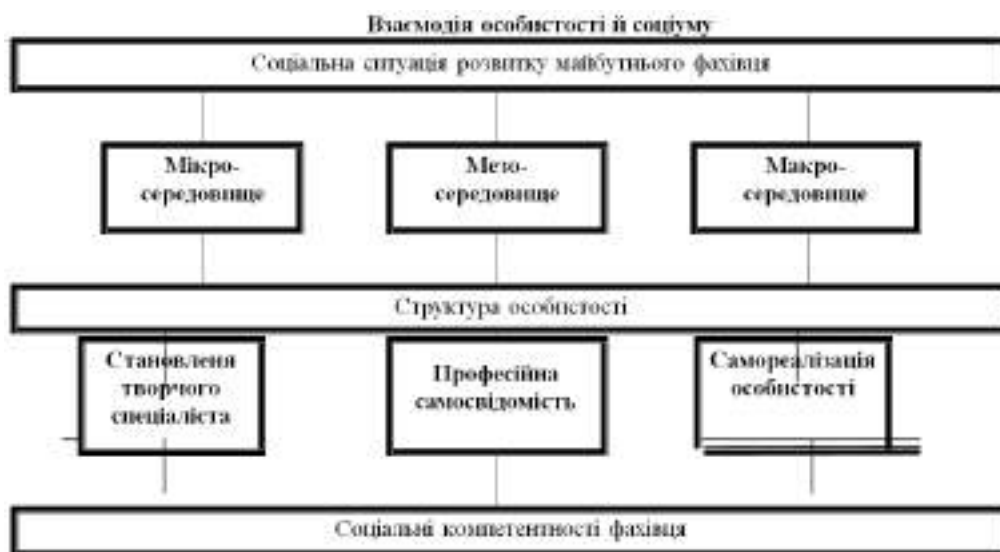 Взаємодія особистості й соціуму
Соціальна ситуація розвитку майбутнього фахівця
Мікро-
середовище
Мезо-
середовище
Макро-
середовище
Структура особистості
Становленя
творчого
спеціаліста
Професійна
самосвідомість
Самореалізація
особистості
Соціальні компетентності фахівця